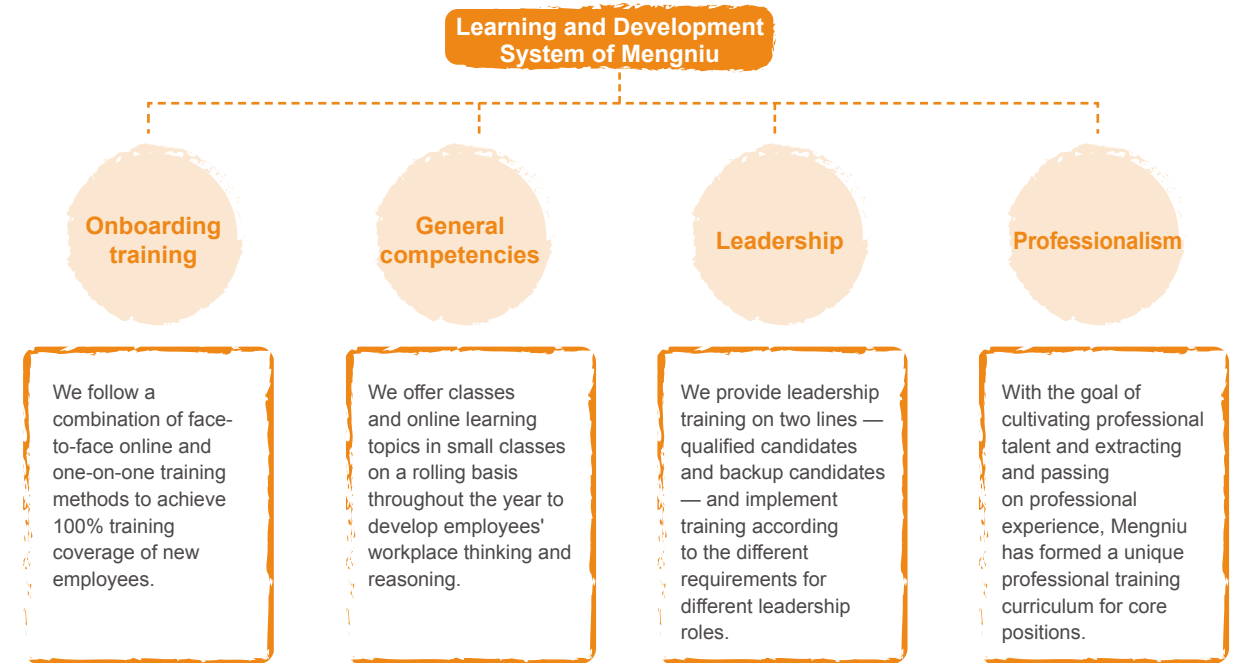 Learning and Development
System of Mengniu
Onboarding
training
General
competencies
Leadership
Professionalism
We follow a
combination of face-
to-face online and
one-on-one training
methods to achieve
100% training
coverage of new
employees.
We offer classes
and online learning
topics in small classes
on a rolling basis
throughout the year to
develop employees'
workplace thinking and
reasoning.
We provide leadership
training on two lines —
qualified candidates
and backup candidates
— and implement
training according
to the different
requirements for
different leadership
roles.
With the goal of
cultivating professional
talent and extracting
and passing
on professional
experience, Mengniu
has formed a unique
professional training
curriculum for core
positions.